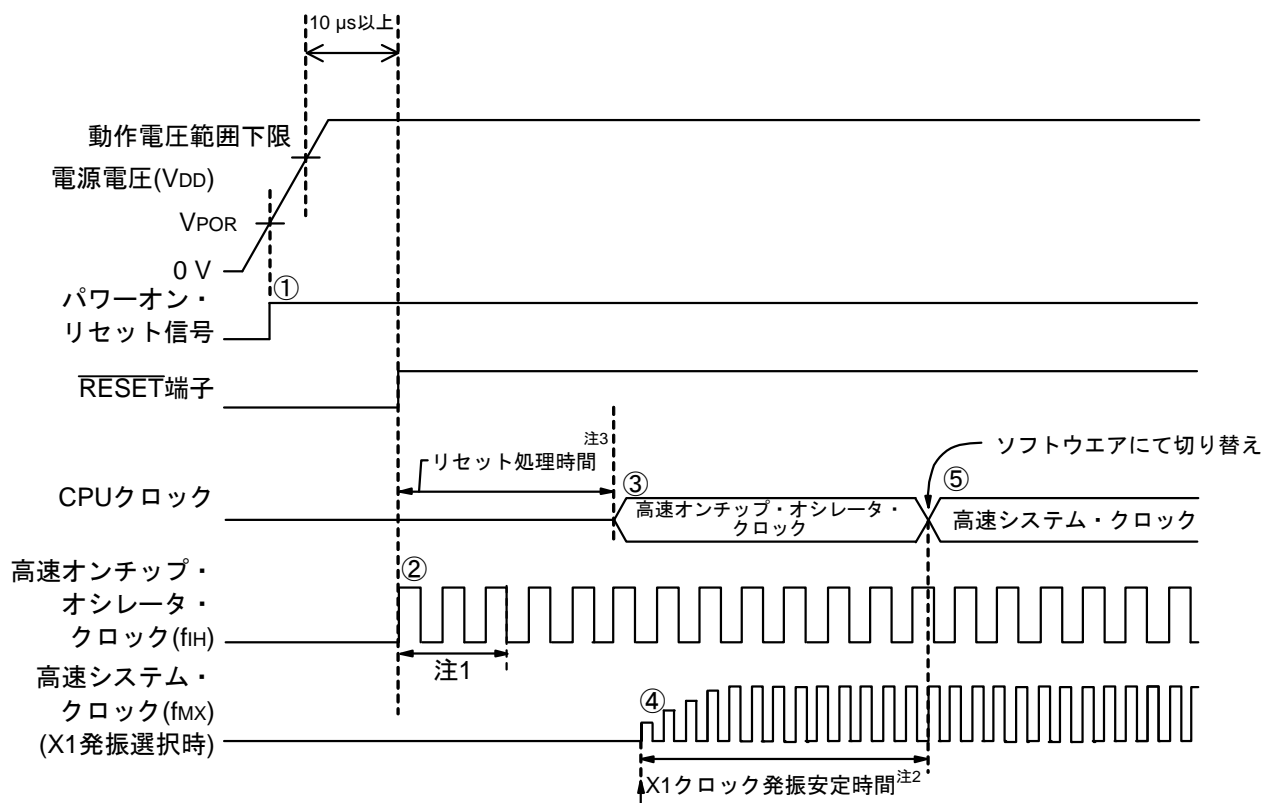 10 µs以上
動作電圧範囲下限
電源電圧(VDD)
VPOR
0 V
①
パワーオン・
リセット信号
RESET端子
注3
リセット処理時間
ソフトウエアにて切り替え
CPUクロック
③
高速オンチップ・オシレータ・
クロック
⑤
高速システム・クロック
高速オンチップ・
オシレータ・
クロック(fIH)
②
注1
高速システム・
クロック(fMX)
(X1発振選択時)
④
X1クロック発振安定時間注2